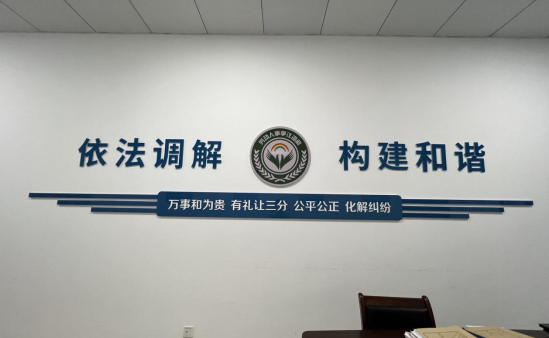 依法调解
构建和谐
万事和为贵 有礼让三分 公平公正 化解纠纷